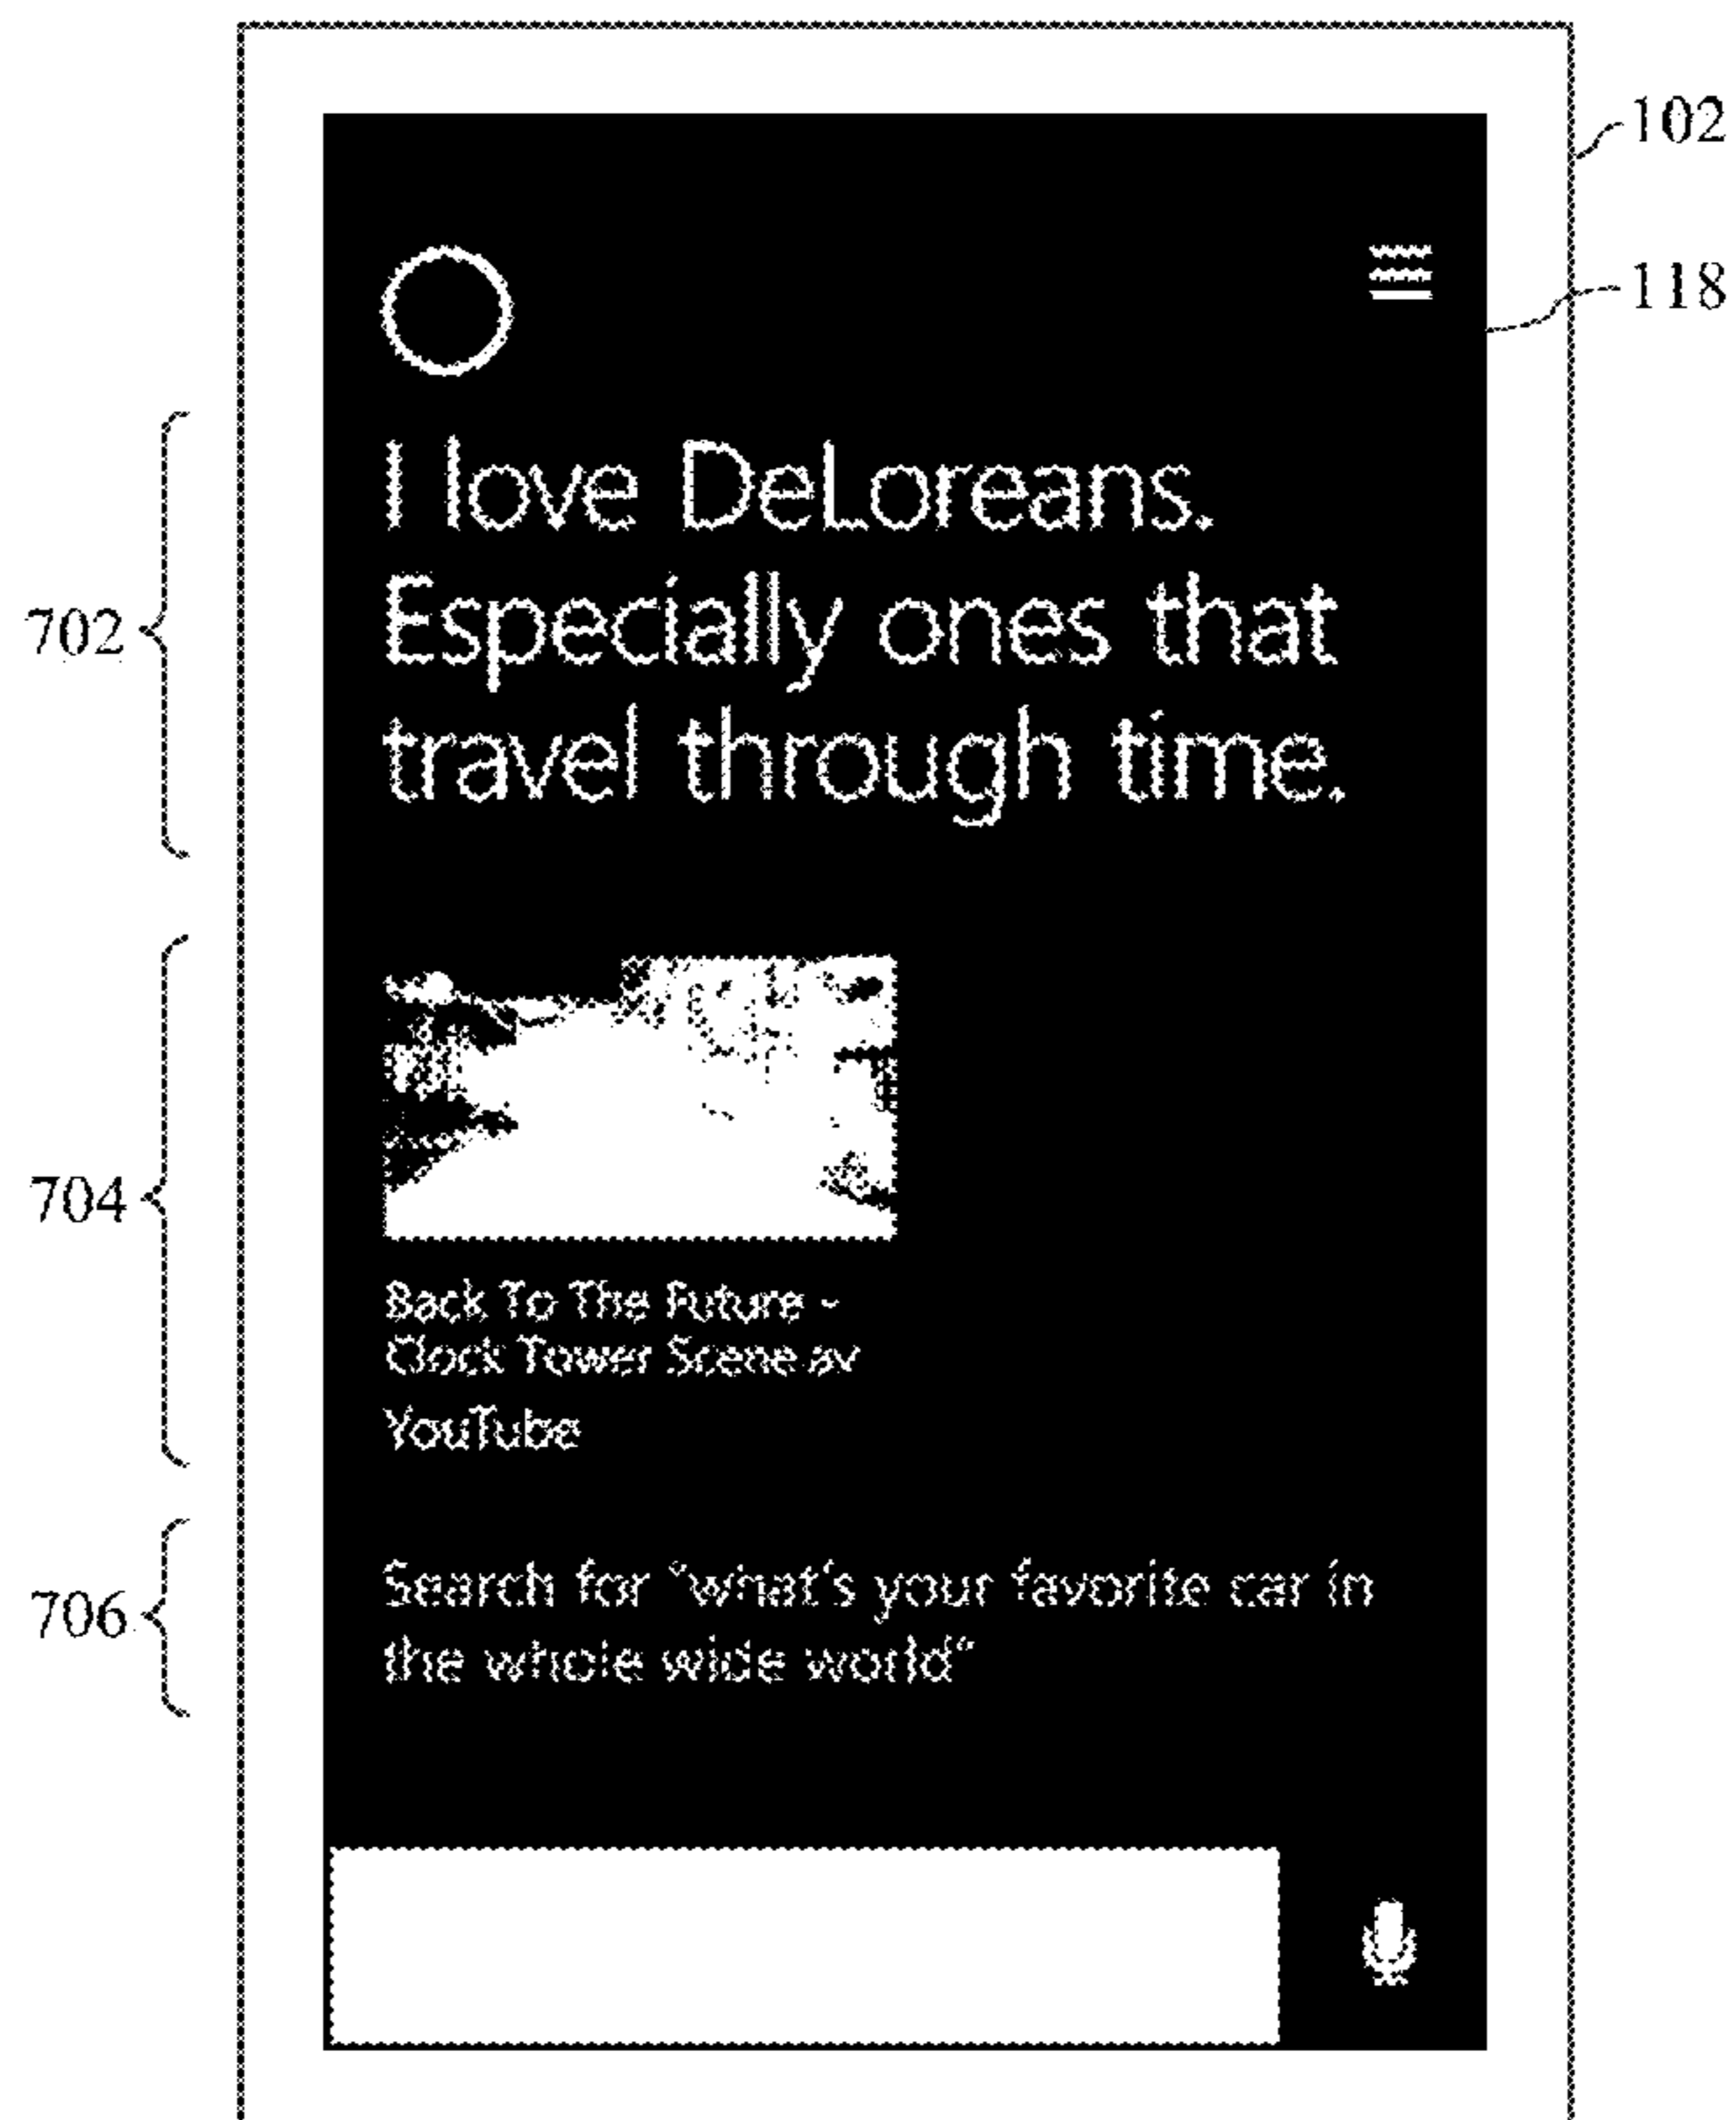 102
118
702
I love DeLoreans.
Especially ones that
travel through time.
704
Back To The Future -
Clock Tower Scene av
YouTube
706
Search for "what's your favorite car in
the whole wide world"